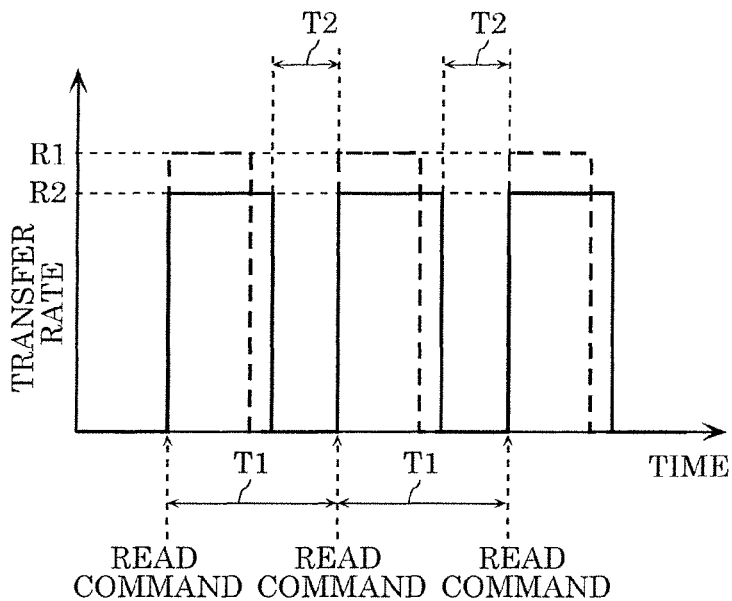 T2 T2
R1
R2
TRANSFER
RATE
T1 T1
TIME
READ READ READ
COMMAND COMMAND COMMAND